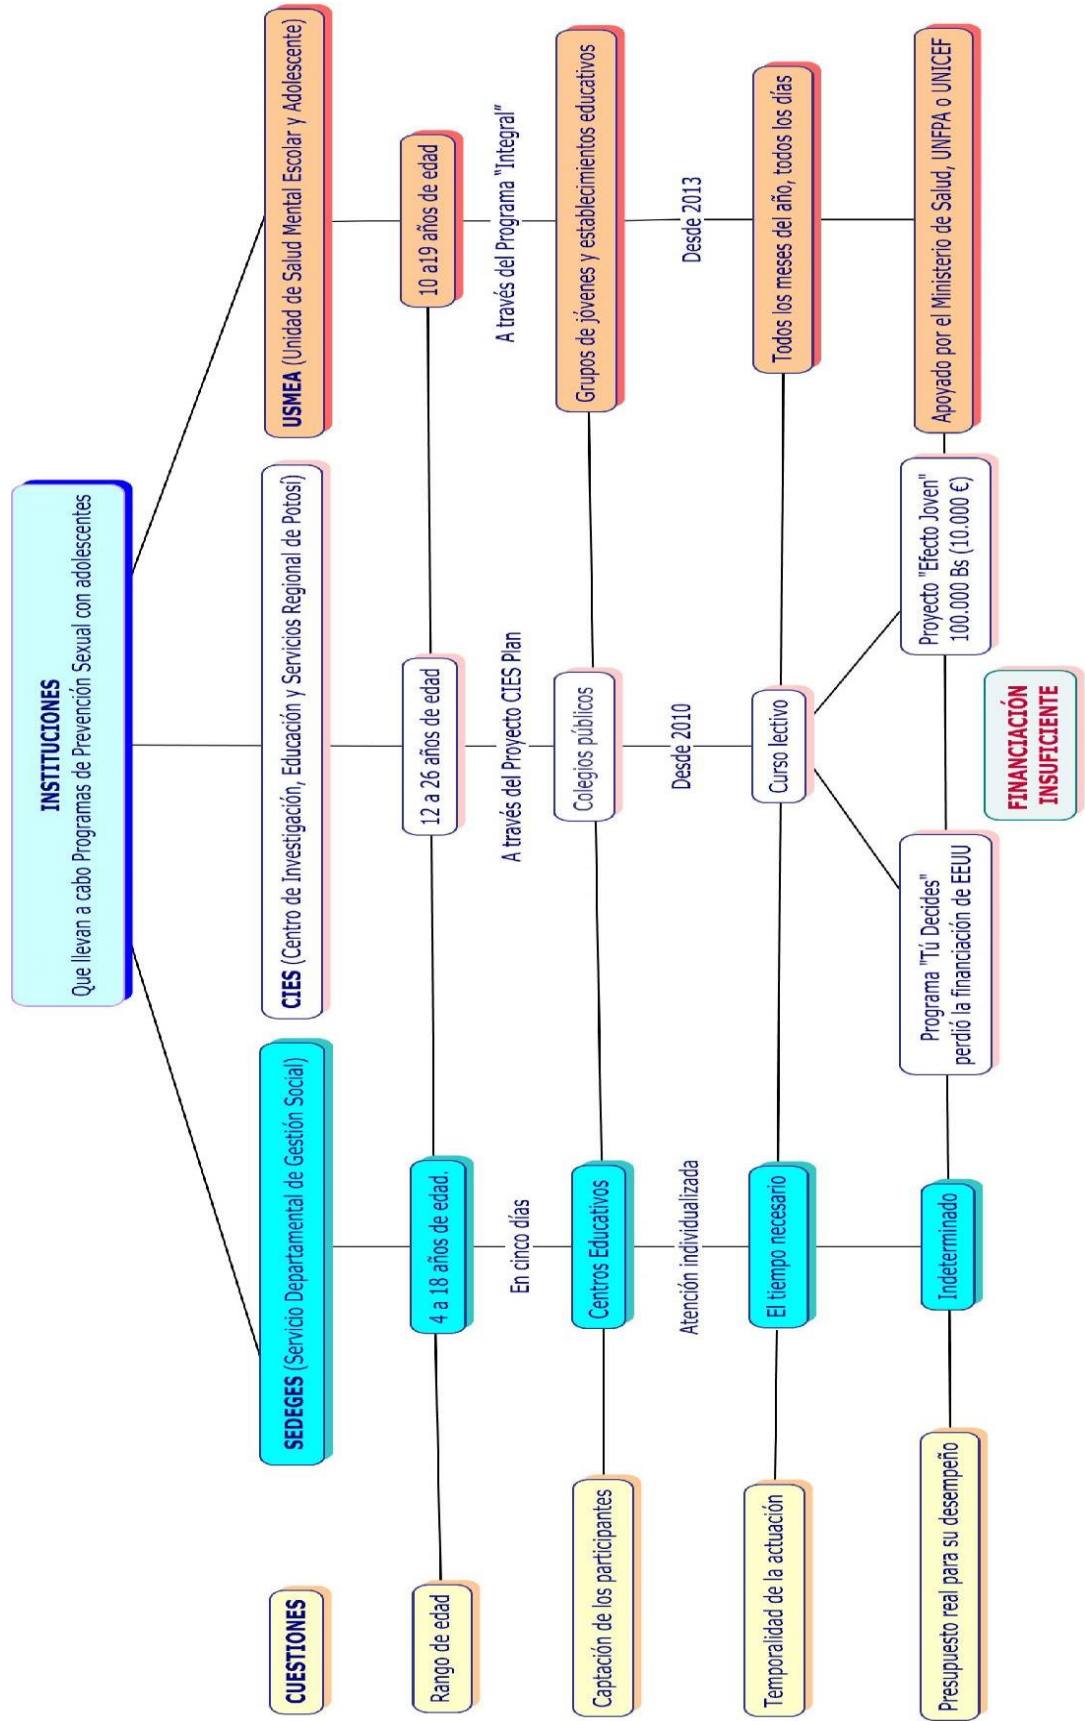 INSTITUCIONES
Que llevan a cabo Programas de Prevención Sexual con adolescentes
CUESTIONES
SEDEGES (Servicio Departamental de Gestión Social)
CIES (Centro de Investigación, Educación y Servicios Regional de Potosí)
USMEA (Unidad de Salud Mental Escolar y Adolescente)
Rango de edad
4 a 18 años de edad.
12 a 26 años de edad
10 a19 años de edad
En cinco días
A través del Proyecto CIES Plan
A través del Programa "Integral"
Captación de los participantes
Centros Educativos
Colegios públicos
Grupos de jóvenes y establecimientos educativos
Atención individualizada
Desde 2010
Desde 2013
Temporalidad de la actuación
El tiempo necesario
Curso lectivo
Todos los meses del año, todos los días
Presupuesto real para su desempeño
Indeterminado
Programa "Tú Decides"
perdió la financiación de EEUU
Proyecto "Efecto Joven"
100.000 Bs (10.000 €)
Apoyado por el Ministerio de Salud, UNFPA o UNICEF
FINANCIACIÓN
INSUFICIENTE